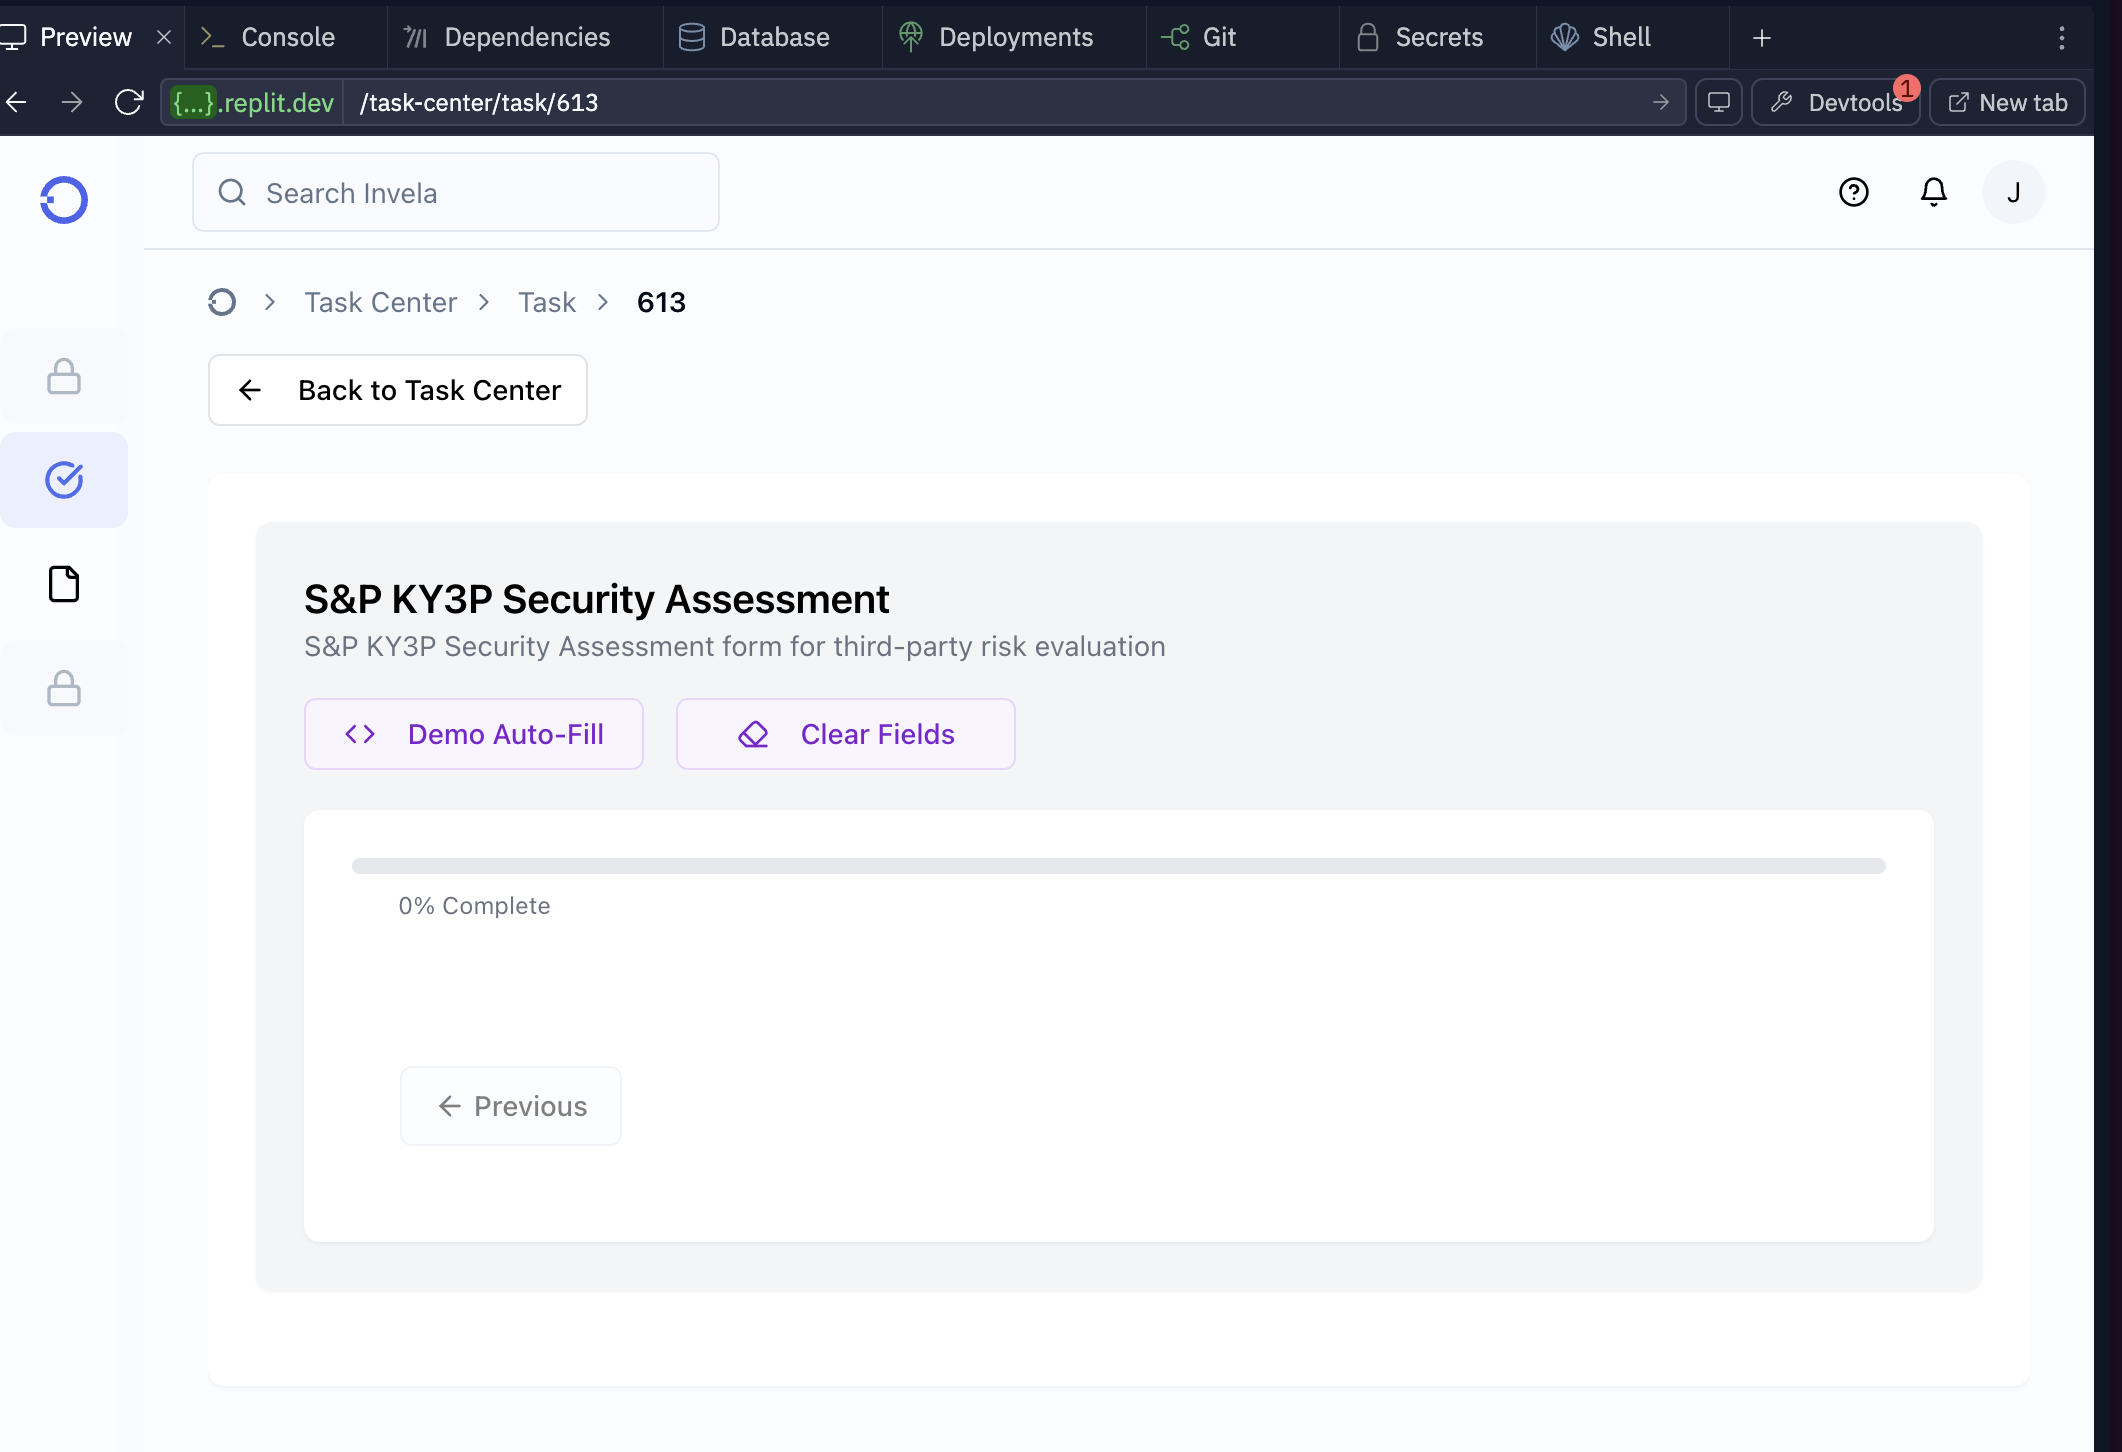 Preview
Console
Dependencies
Database
Deployments
Git
Secrets
Shell
{...}.replit.dev
/task-center/task/613
Devtools
1
New tab
Search Invela
J
Task Center
Task
613
Back to Task Center
S&P KY3P Security Assessment
S&P KY3P Security Assessment form for third-party risk evaluation
Demo Auto-Fill
Clear Fields
0% Complete
Previous